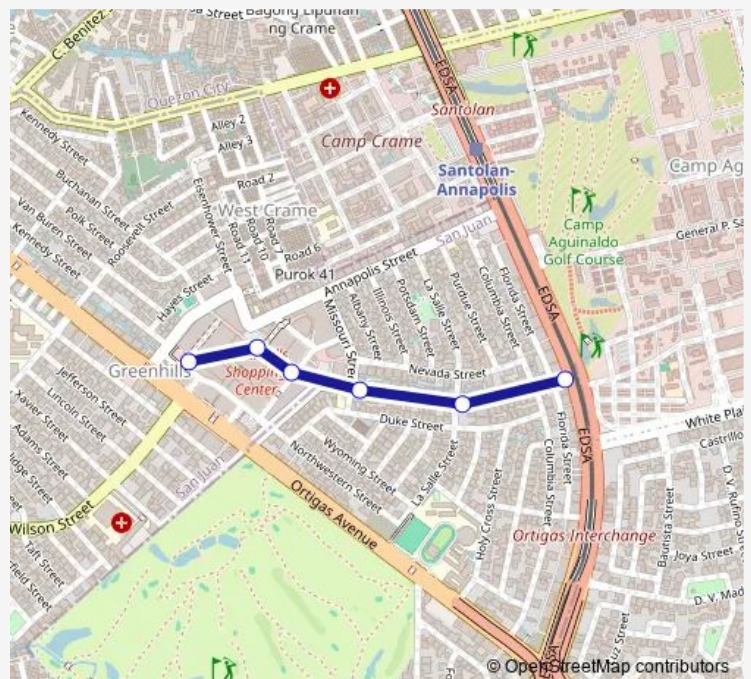 C. Benitez S
Bagong Lipunan
ng Crame
EDSA
Quezon City
Kennedy Street
Alley 2
Alley 3
Camp Crame
Santolan
Santolan-
Annapolis
Camp Ag
Buchanan Street
Road 2
Van Buren Street
Polk Street
Roosevelt Street
Eisenhower Street
West Crame
Road 7
Road 10
Road 11
Road 6
San Juan
Camp
Aguinaldo
Golf Course
General P. Sa
Kennedy Street
Purok 41
Annapolis Street
Hayes Street
Missouri Street
Albany Street
Illinois Street
Potsdam Street
La Salle Street
Purdue Street
Columbia Street
Florida Street
EDSA
Greenhills
Shopping
Center
Nevada Street
Jefferson Street
Lincoln Street
Xavier Street
Adams Street
Duke Street
White Pla
Castrillo
Florida Street
Columbia Street
EDSA
Wyoming Street
Northwestern Street
La Salle Street
San Juan
Wilson Street
Ortigas Avenue
Holy Cross Street
Ortigas Interchange
Bautista Street
D. V. Rufino St
Joya Street
Taft Street
D. V. Mad
© OpenStreetMap contributors